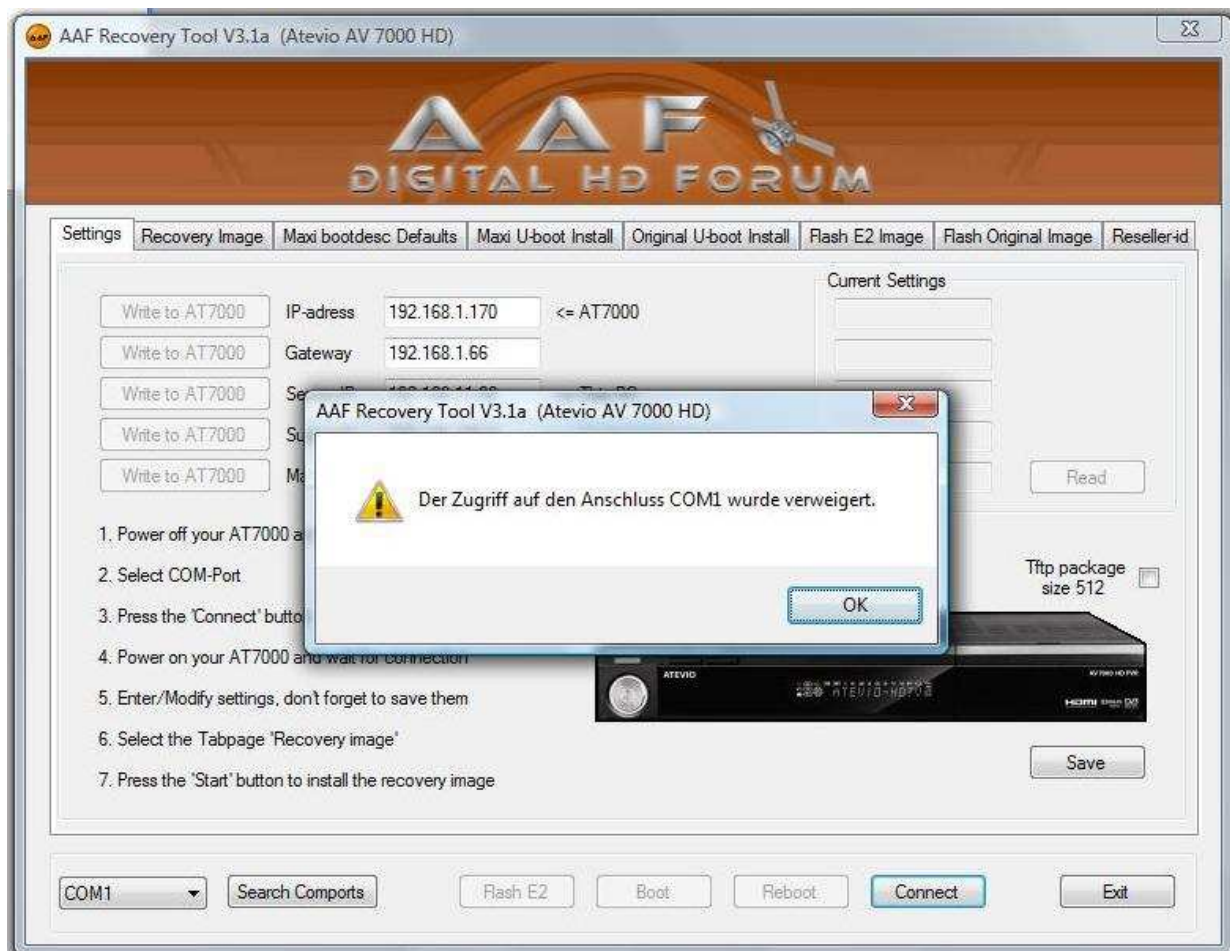 AAF Recovery Tool V3.1a (Atevio AV 7000 HD)
AAF
DIGITAL HD FORUM
Settings Recovery Image Maxi bootdesc Defaults Maxi U-boot Install Original U-boot Install Flash E2 Image Flash Original Image Reseller-id
Current Settings
Write to AT7000 IP-adress 192.168.1.170 <= AT7000
Write to AT7000 Gateway 192.168.1.66
Write to AT7000
Write to AT7000
Write to AT7000
Read
AAF Recovery Tool V3.1a (Atevio AV 7000 HD)
Der Zugriff auf den Anschluss COM1 wurde verweigert.
OK
1. Power off your AT7000
2. Select COM-Port
3. Press the 'Connect'
4. Power on your AT7000 and wait for connection
5. Enter/Modify settings, don't forget to save them
6. Select the Tabpage 'Recovery image'
7. Press the 'Start' button to install the recovery image
Tftp package
size 512
ATEVIO
HDMI
Save
COM1 Search Comports Flash E2 Boot Reboot Connect Exit